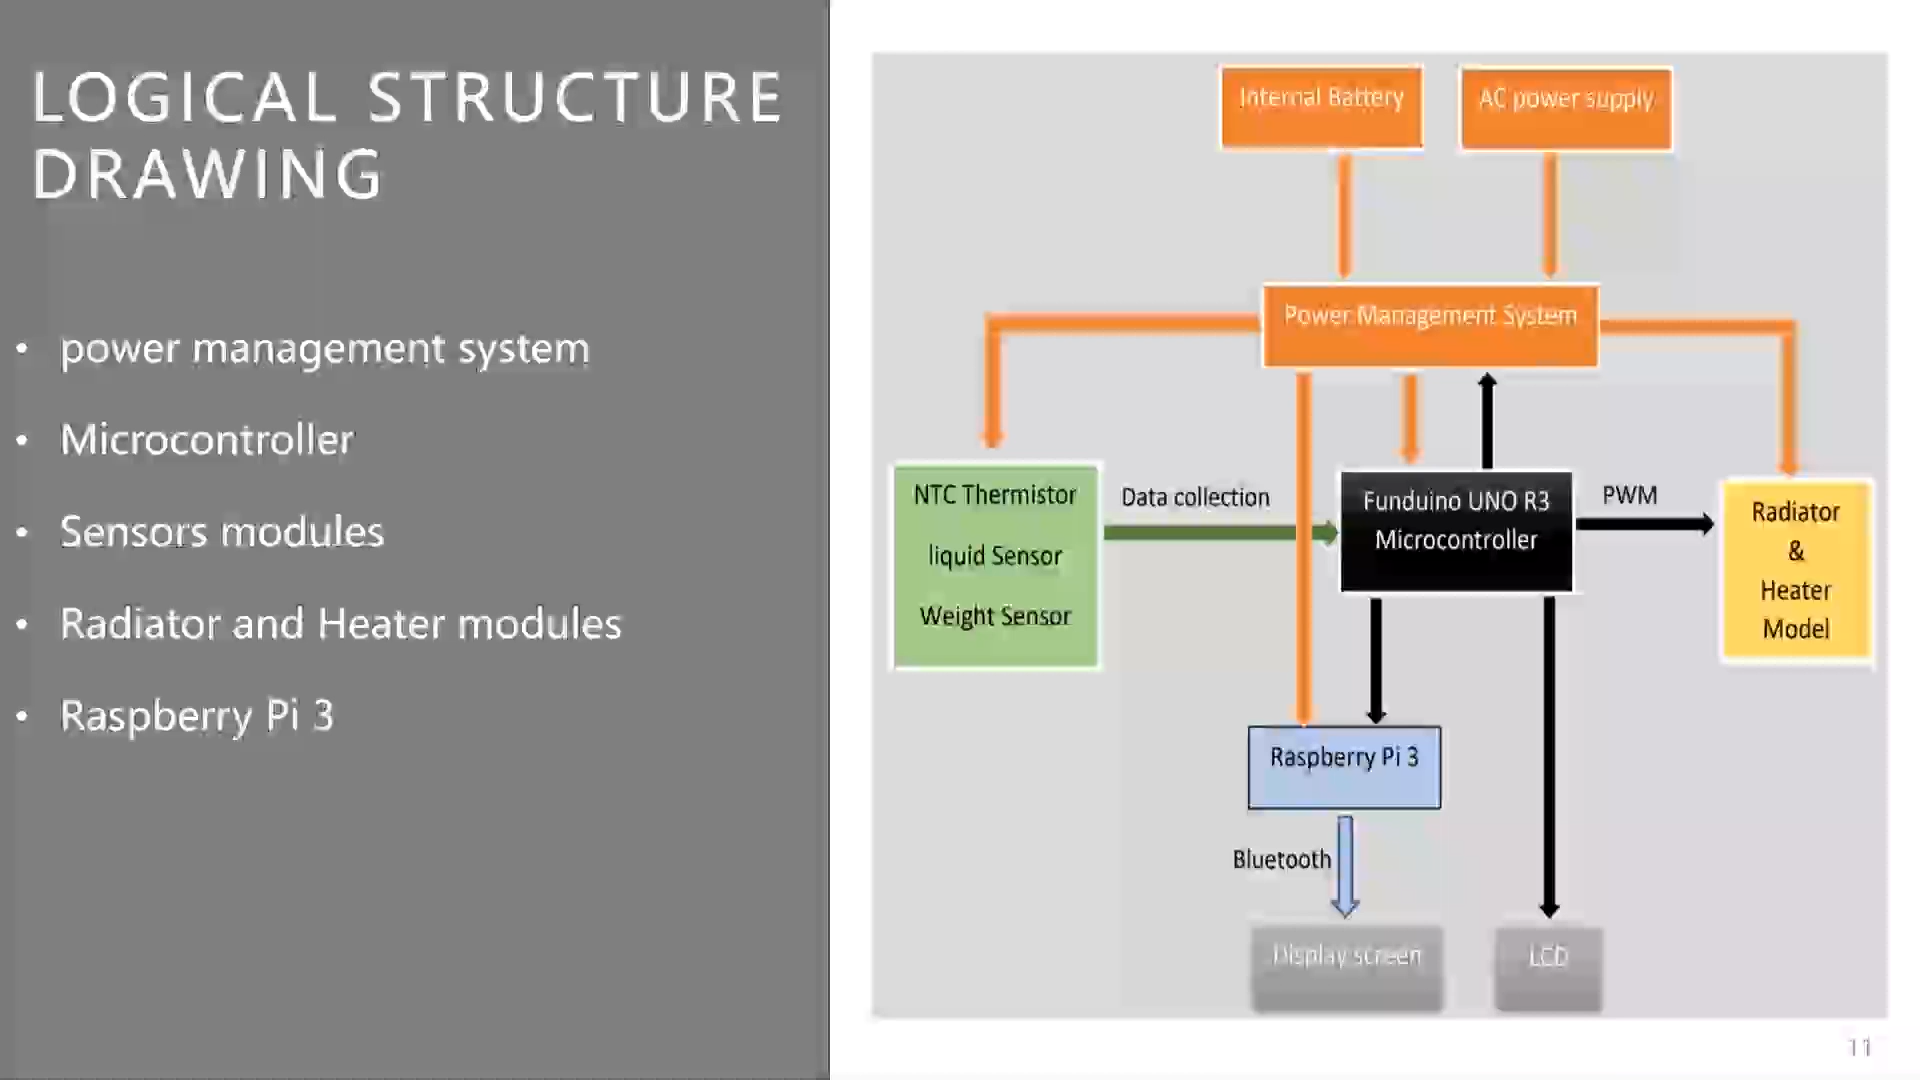 LOGICAL STRUCTURE
DRAWING
• power management system
• Microcontroller
• Sensors modules
• Radiator and Heater modules
• Raspberry Pi 3
Internal Battery
AC power supply
Power Management System
NTC Thermistor
liquid Sensor
Weight Sensor
Data collection
Funduino UNO R3
Microcontroller
PWM
Radiator
&
Heater
Model
Raspberry Pi 3
Bluetooth
Display screen
LCD
11